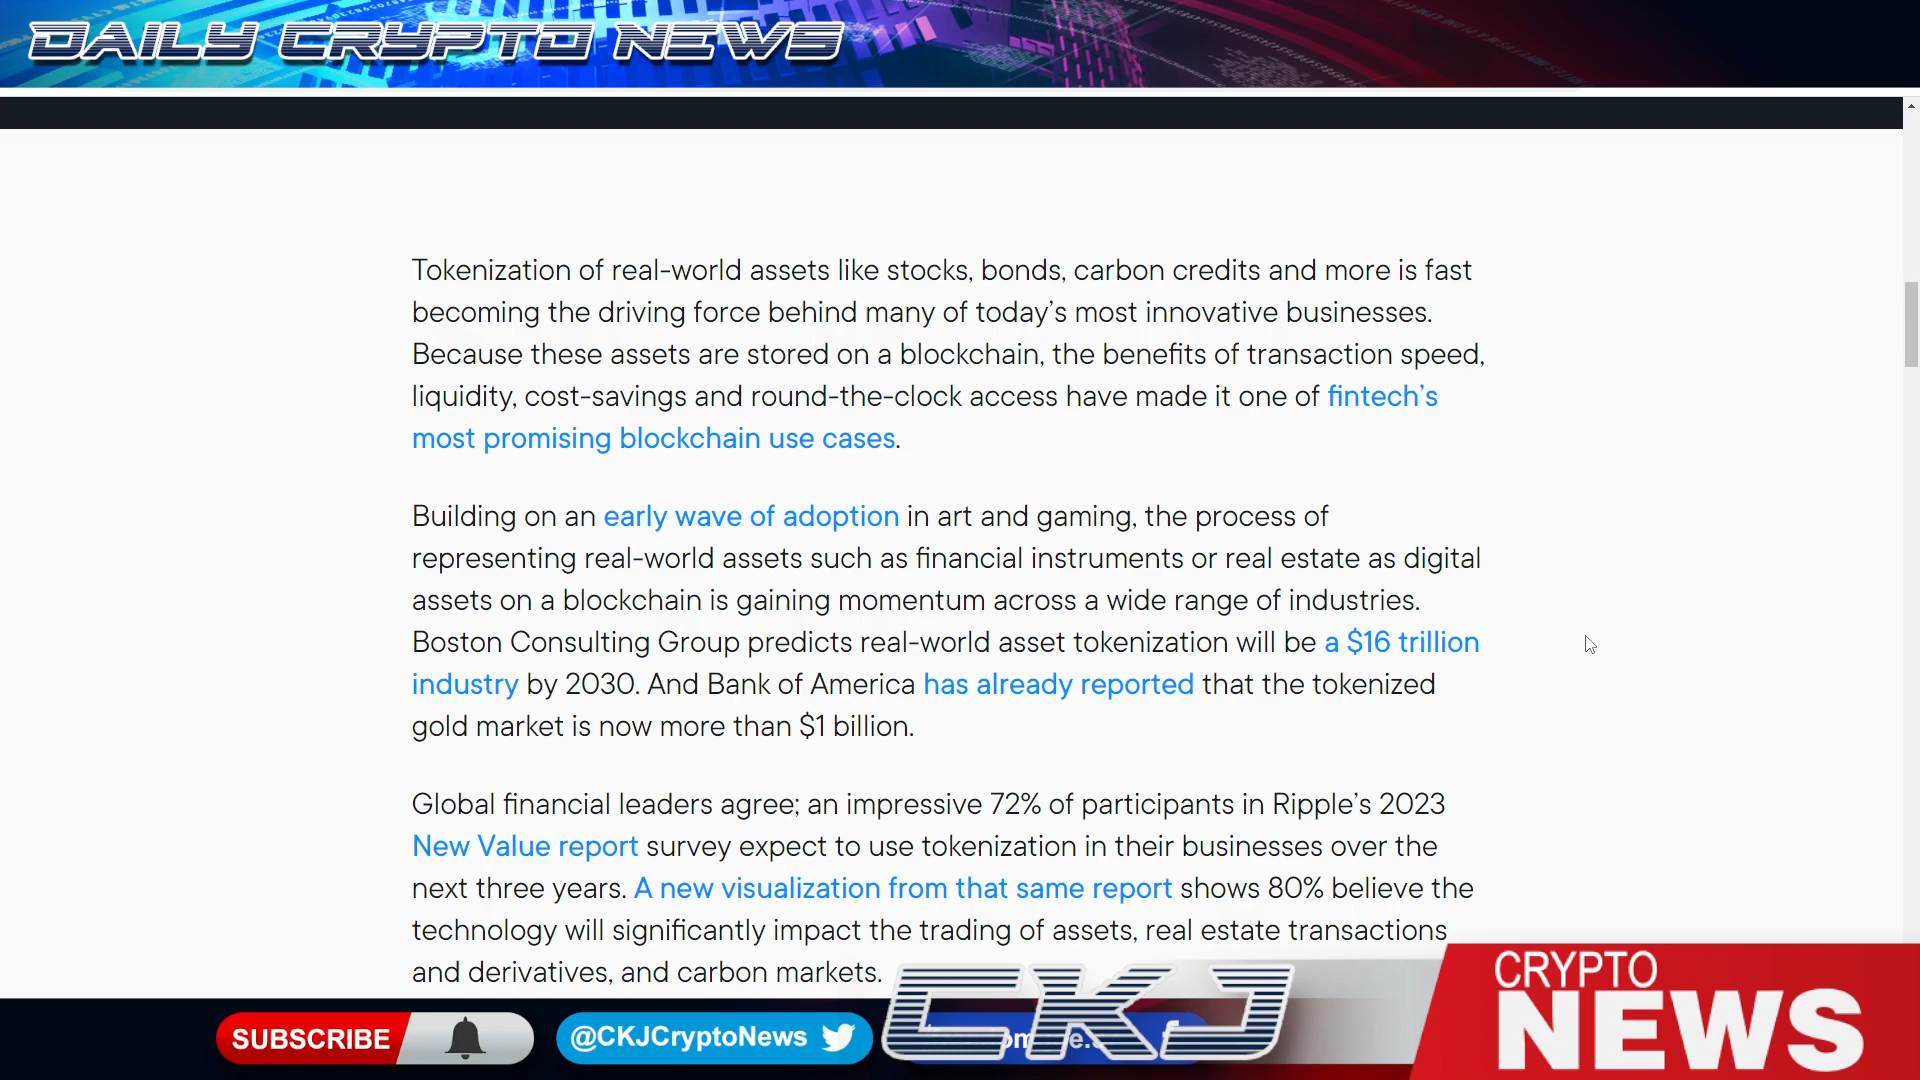 DAILY CRYPTO NEWS
Tokenization of real-world assets like stocks, bonds, carbon credits and more is fast
becoming the driving force behind many of today’s most innovative businesses.
Because these assets are stored on a blockchain, the benefits of transaction speed,
liquidity, cost-savings and round-the-clock access have made it one of fintech’s
most promising blockchain use cases.
Building on an early wave of adoption in art and gaming, the process of
representing real-world assets such as financial instruments or real estate as digital
assets on a blockchain is gaining momentum across a wide range of industries.
Boston Consulting Group predicts real-world asset tokenization will be a $16 trillion
industry by 2030. And Bank of America has already reported that the tokenized
gold market is now more than $1 billion.
Global financial leaders agree; an impressive 72% of participants in Ripple’s 2023
New Value report survey expect to use tokenization in their businesses over the
next three years. A new visualization from that same report shows 80% believe the
technology will significantly impact the trading of assets, real estate transactions
and derivatives, and carbon markets.
SUBSCRIBE
@CKJCryptoNews
CKJ
CRYPTO
NEWS